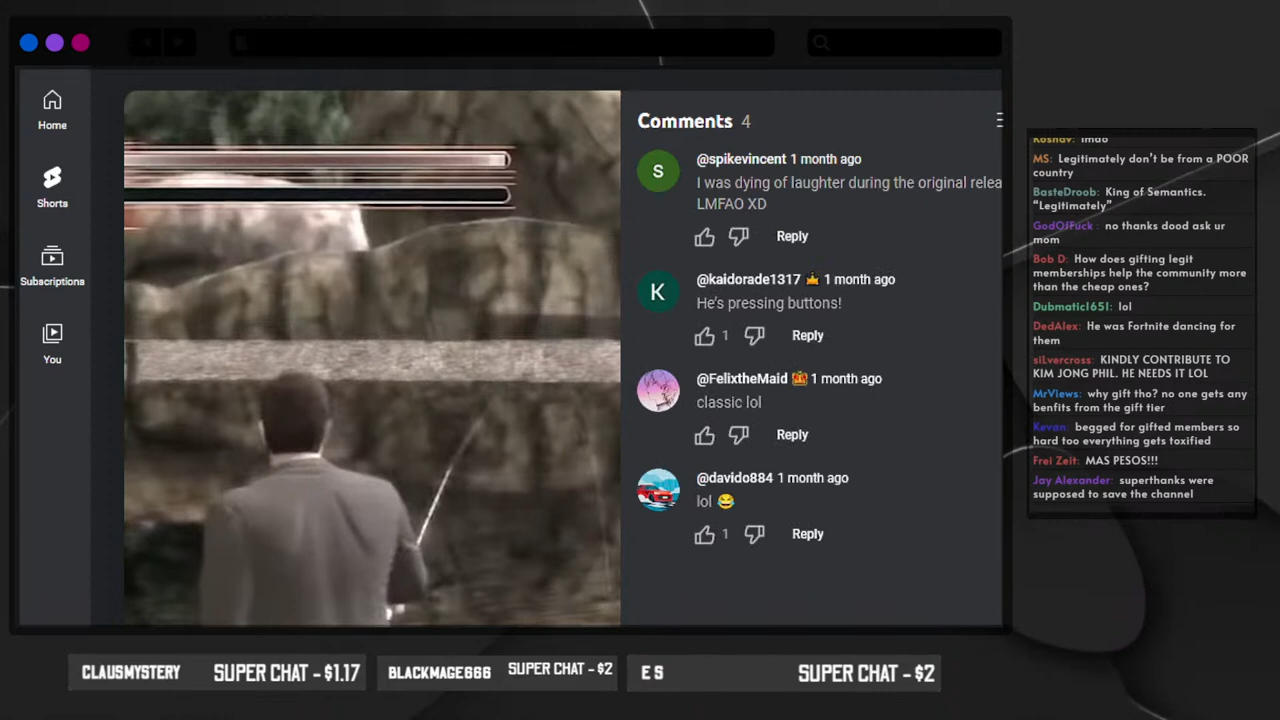 Home
Shorts
Subscriptions
You
Comments 4
S
@spikevincent 1 month ago
I was dying of laughter during the original relea
LMFAO XD
Reply
K
@kaidorade1317 1 month ago
He's pressing buttons!
1 Reply
@FelixtheMaid 1 month ago
classic lol
Reply
@davido884 1 month ago
lol 😂
1 Reply
Koshav: lmao
MS: Legitimately don't be from a POOR
country
BasteDroob: King of Semantics.
"Legitimately"
GodOfFuck : no thanks dood ask ur
mom
Bob D: How does gifting legit
memberships help the community more
than the cheap ones?
Dubmatic1651: lol
DedAlex: He was Fortnite dancing for
them
siLvercross: KINDLY CONTRIBUTE TO
KIM JONG PHIL. HE NEEDS IT LOL
MrViews: why gift tho? no one gets any
benfits from the gift tier
Kevan: begged for gifted members so
hard too everything gets toxified
Frei Zeit: MAS PESOS!!!
Jay Alexander: superthanks were
supposed to save the channel
CLAUSMYSTERY SUPER CHAT - $1.17
BLACKMAGE666 SUPER CHAT - $2
E S SUPER CHAT - $2